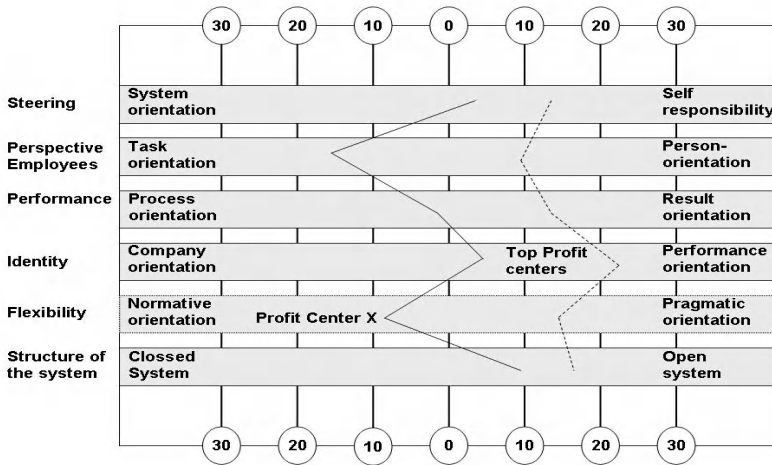 30 20 10 0 10 20 30
Steering
System
orientation
Self
responsibility
Perspective
Employees
Task
orientation
Person-
orientation
Performance
Process
orientation
Result
orientation
Identity
Company
orientation
Top Profit
centers
Performance
orientation
Flexibility
Normative
orientation
Profit Center X
Pragmatic
orientation
Structure of
the system
Clossed
System
Open
system
30 20 10 0 10 20 30